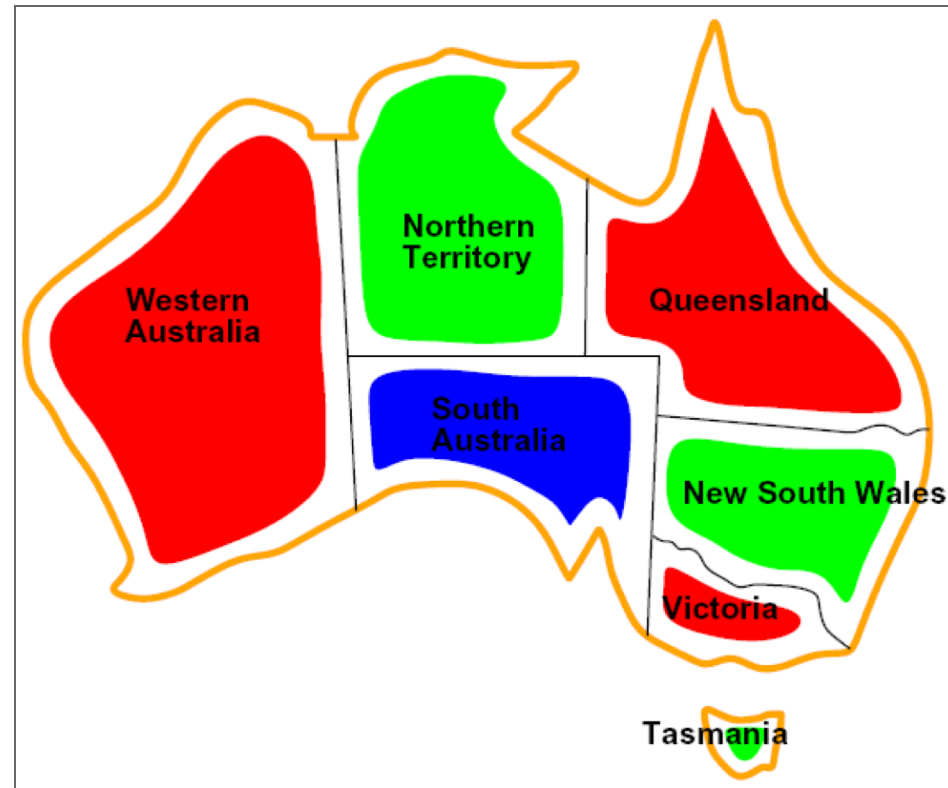 Northern
Territory
Western
Australia
Queensland
South
Australia
New South Wales
Victoria
Tasmania